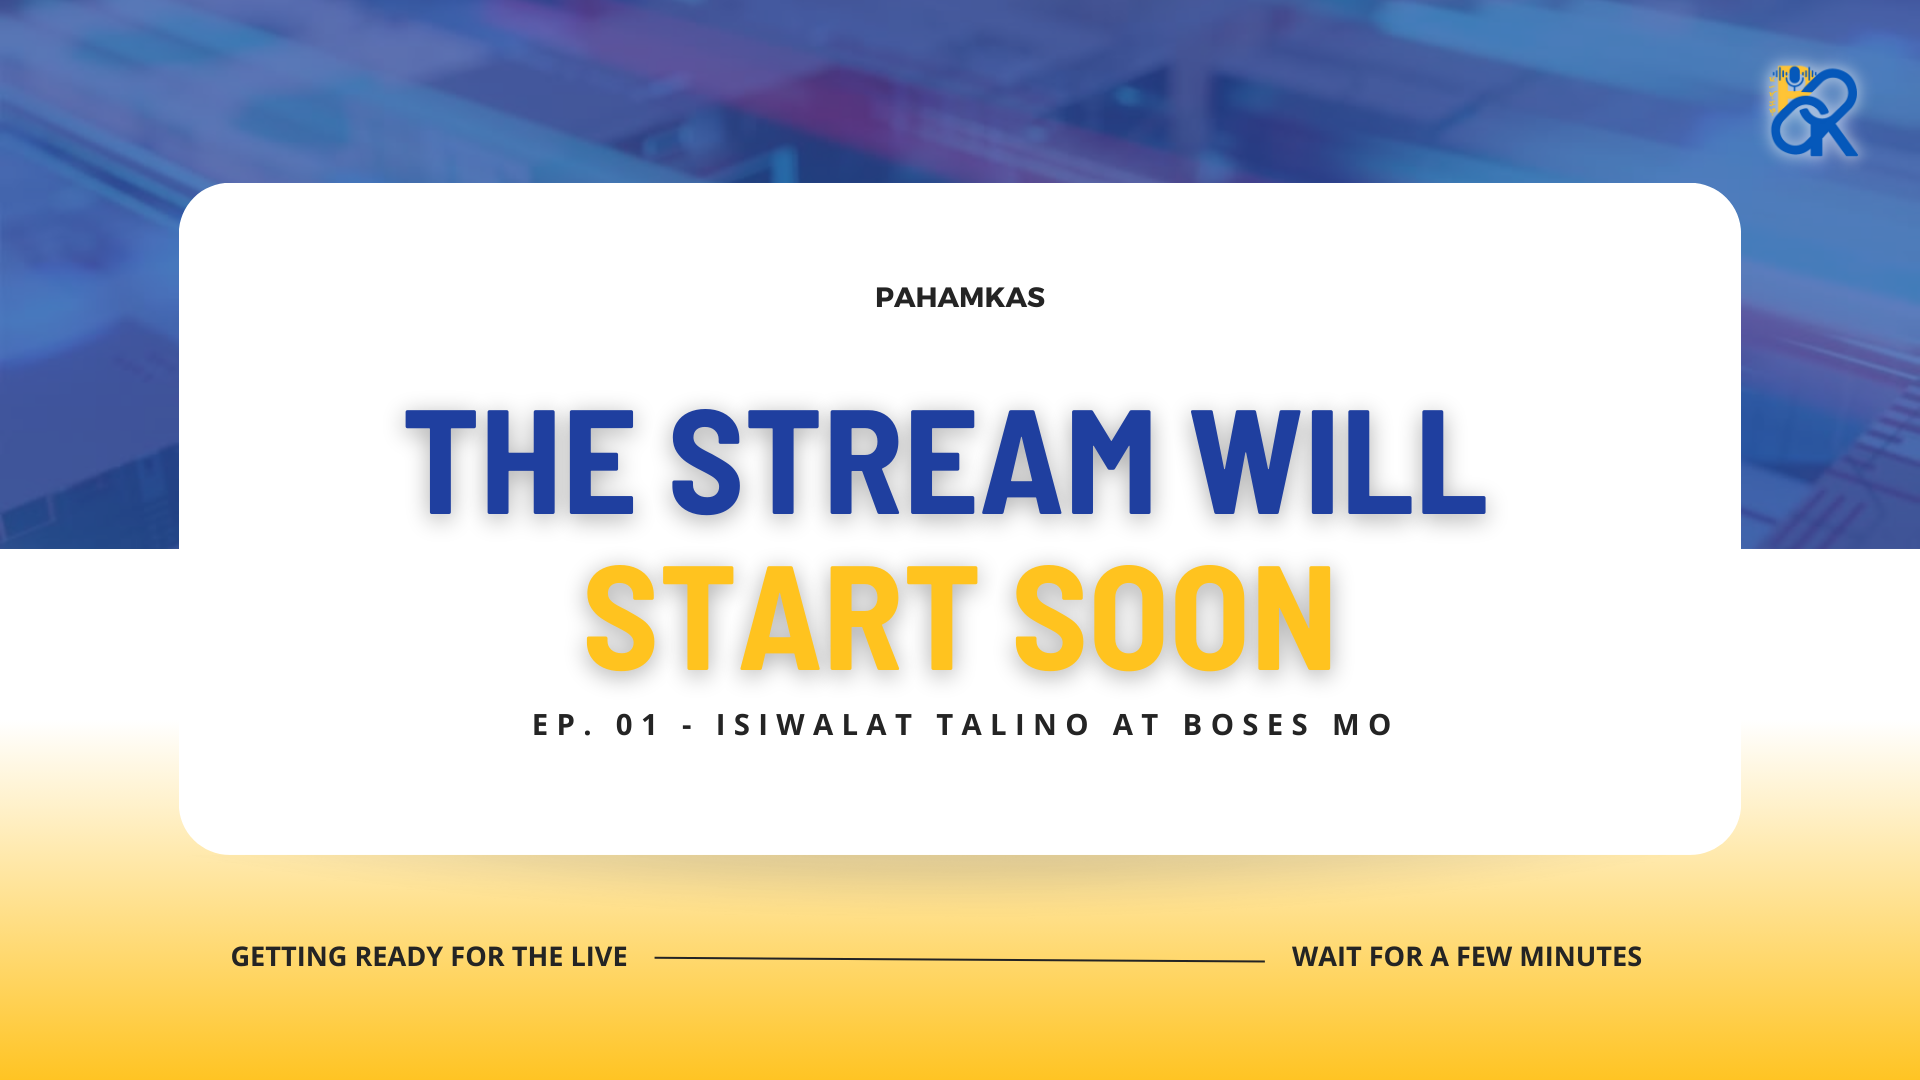 PAHAMKAS
THE STREAM WILL
START SOON
EP. 01 - ISIWALAT TALINO AT BOSES MO
GETTING READY FOR THE LIVE
WAIT FOR A FEW MINUTES